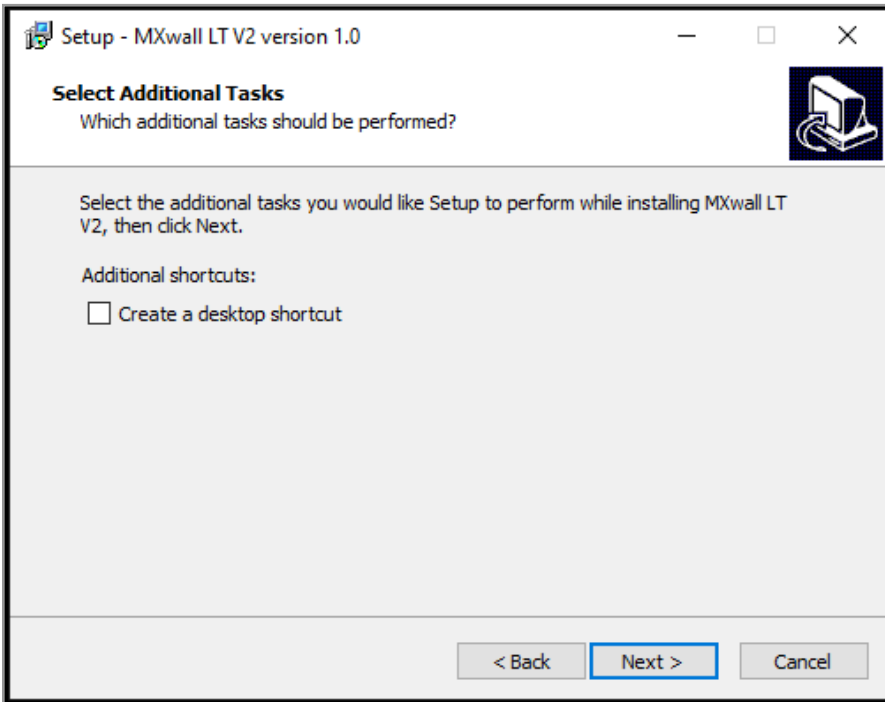 Setup - MXwall LT V2 version 1.0
Select Additional Tasks
Which additional tasks should be performed?
Select the additional tasks you would like Setup to perform while installing MXwall LT
V2, then click Next.
Additional shortcuts:
Create a desktop shortcut
< Back
Next >
Cancel